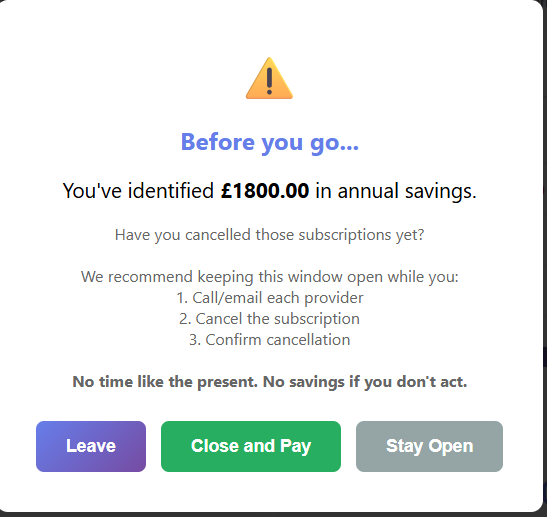 Before you go...
You've identified £1800.00 in annual savings.
Have you cancelled those subscriptions yet?
We recommend keeping this window open while you:
1. Call/email each provider
2. Cancel the subscription
3. Confirm cancellation
No time like the present. No savings if you don't act.
Leave Close and Pay Stay Open